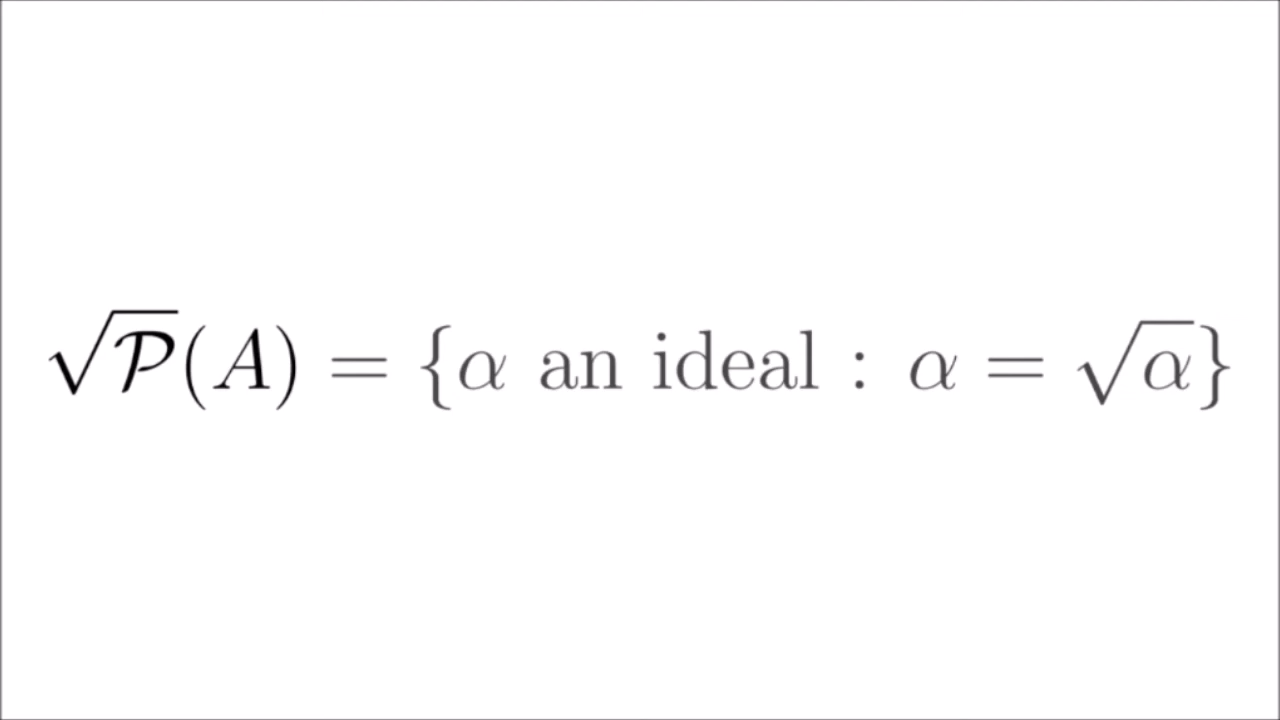 √𝒫(A) = {α an ideal : α = √α}